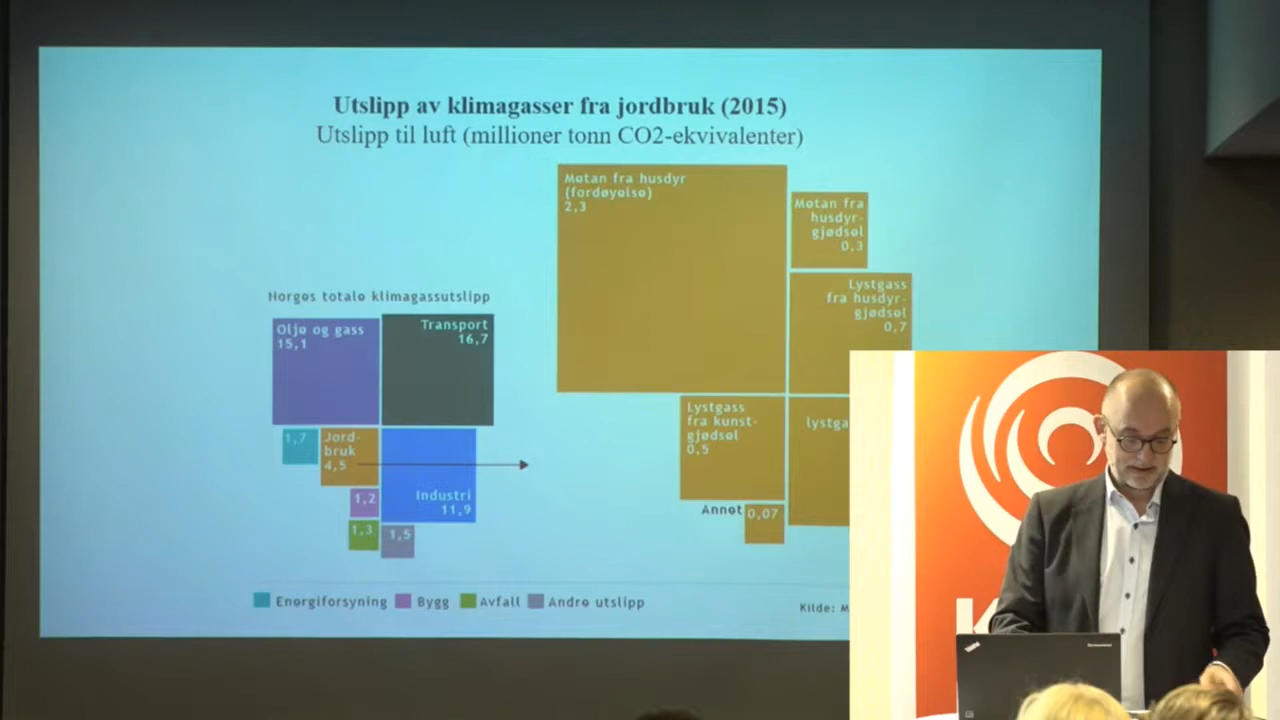 Utslipp av klimagasser fra jordbruk (2015)
Utslipp til luft (millioner tonn CO2-ekvivalenter)
Metan fra husdyr
(fordøyelse)
2,3
Metan fra
husdyr-
gjødsel
0,3
Lystgass
fra husdyr-
gjødsel
0,7
Norges totale klimagassutslipp
Olje og gass
15,1
Transport
16,7
1,7
Jord-
bruk
4,5
Industri
11,9
1,2
1,3
1,5
Lystgass
fra kunst-
gjødsel
0,5
lystga
Annet 0,07
Energiforsyning Bygg Avfall Andre utslipp
Kilde: M
K